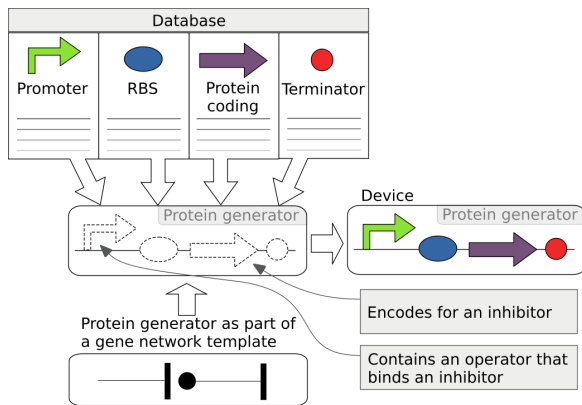 Database
Promoter
RBS
Protein
coding
Terminator
Protein generator
Device
Protein generator
Encodes for an inhibitor
Protein generator as part of
a gene network template
Contains an operator that
binds an inhibitor